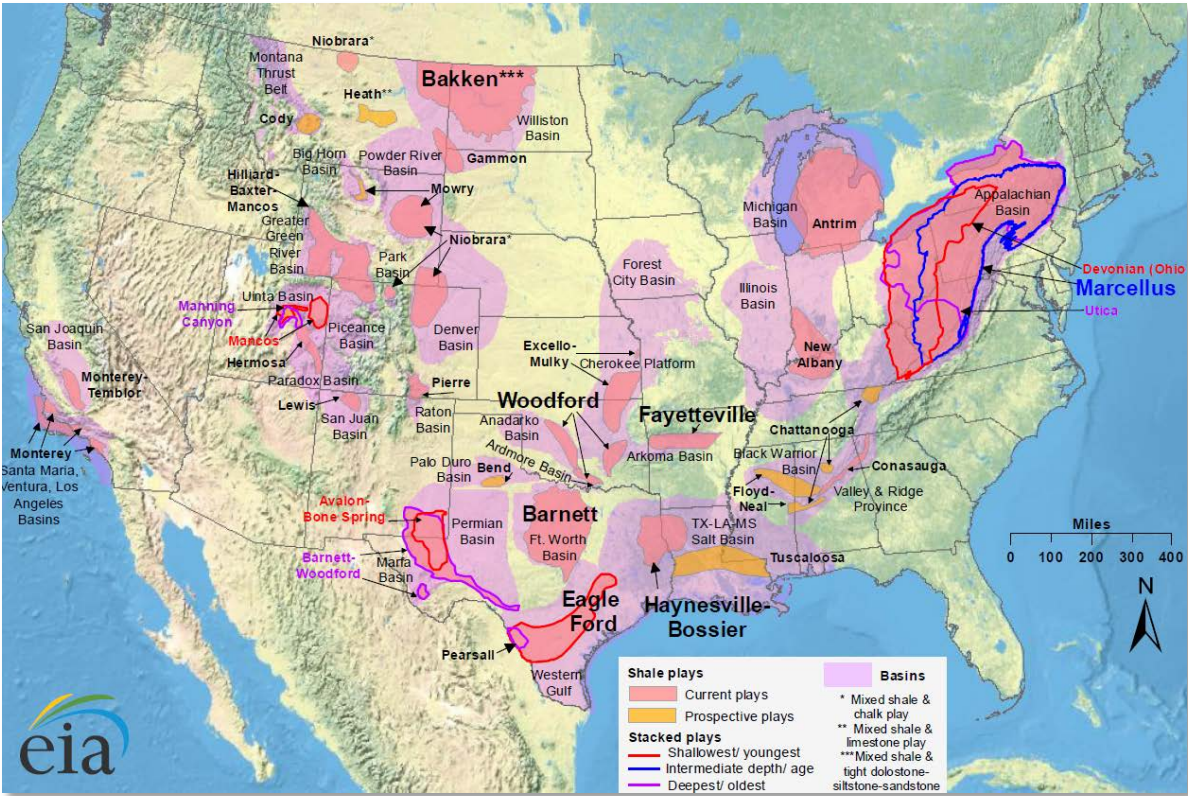 Niobrara*
Montana
Thrust
Belt
Bakken***
Heath**
Cody
Williston
Basin
Big Horn
Basin
Powder River
Basin
Gammon
Hilliard-
Baxter-
Mancos
Mowry
Greater
Green
River
Basin
Niobrara*
Park
Basin
Michigan
Basin
Antrim
Appalachian
Basin
Devonian (Ohio
Marcellus
Utica
Forest
City Basin
Illinois
Basin
Uinta Basin
Manning
Canyon
Mancos
Piceance
Basin
Denver
Basin
San Joaquin
Basin
Hermosa
Paradox Basin
Excello-
Mulky
Cherokee Platform
New
Albany
Monterey-
Temblor
Lewis
San Juan
Basin
Pierre
Raton
Basin
Woodford
Anadarko
Basin
Fayetteville
Ardmore Basin
Arkoma Basin
Chattanooga
Black Warrior
Basin
Conasauga
Monterey
Santa Maria,
Ventura, Los
Angeles
Basins
Palo Duro
Basin
Bend
Floyd-
Neal
Valley & Ridge
Province
Avalon-
Bone Spring
Permian
Basin
Barnett
Ft. Worth
Basin
TX-LA-MS
Salt Basin
Tuscaloosa
Barnett-
Woodford
Marfa
Basin
Eagle
Ford
Haynesville-
Bossier
Pearsall
Western
Gulf
Miles
0 100 200 300 400
N
Shale plays
Current plays
Prospective plays
Stacked plays
Shallowest/ youngest
Intermediate depth/ age
Deepest/ oldest
Basins
* Mixed shale &
chalk play
** Mixed shale &
limestone play
***Mixed shale &
tight dolostone-
siltstone-sandstone
eia